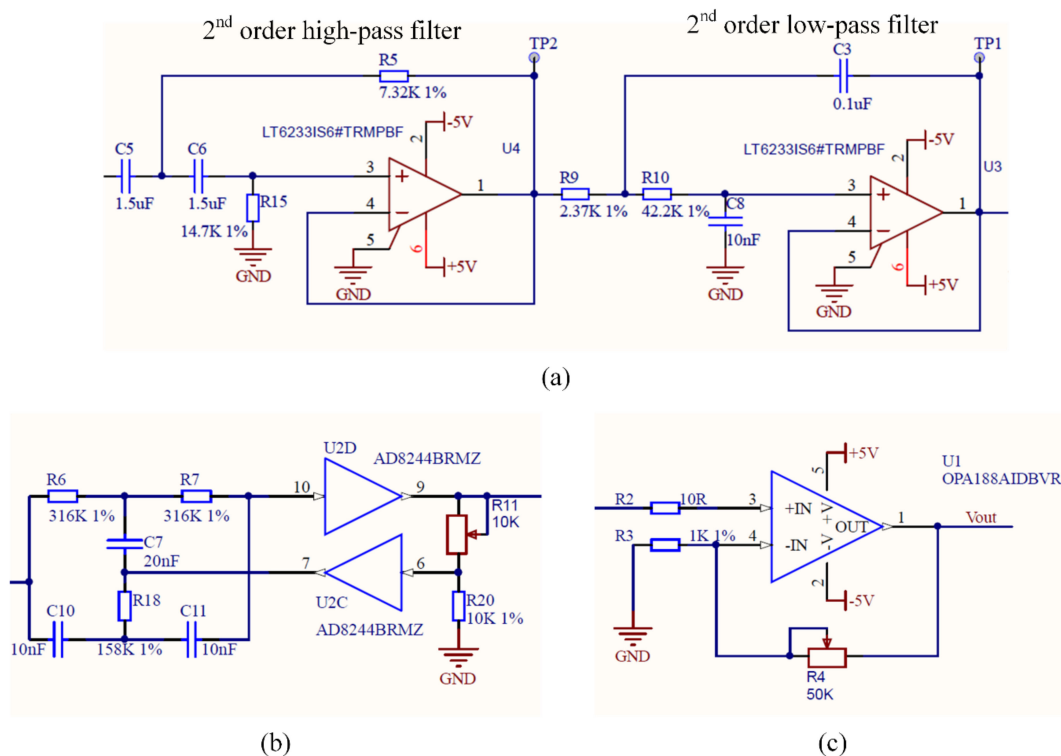 2nd order high-pass filter
2nd order low-pass filter
TP2
TP1
R5
7.32K 1%
C3
0.1uF
LT6233IS6#TRMPBF
-5V
2
U4
LT6233IS6#TRMPBF
-5V
2
U3
C5
1.5uF
C6
1.5uF
3
+
1
4
−
R15
14.7K 1%
5
6
+5V
GND
GND
R9
2.37K 1%
R10
42.2K 1%
C8
10nF
3
+
1
4
−
5
6
+5V
GND
GND
(a)
U2D
AD8244BRMZ
R6
316K 1%
R7
316K 1%
10
9
R11
10K
C7
20nF
7
6
U2C
AD8244BRMZ
R18
158K 1%
C10
10nF
C11
10nF
R20
10K 1%
GND
(b)
U1
OPA188AIDBVR
+5V
5
R2
10R
3
+IN
+V
OUT
1
Vout
R3
1K 1%
4
-IN
-V
2
-5V
GND
R4
50K
(c)